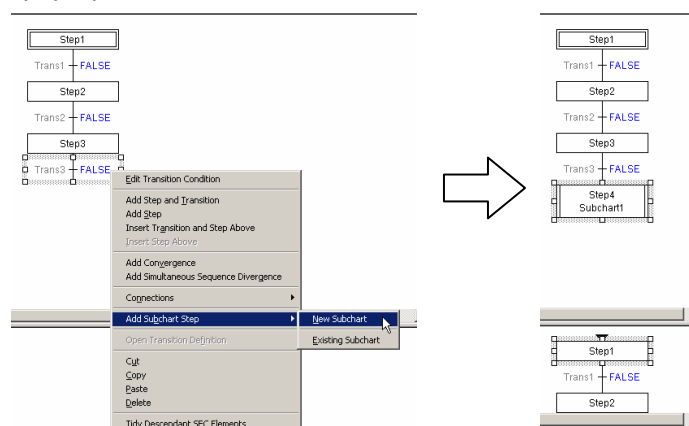 Step1
Trans1 FALSE
Step2
Trans2 FALSE
Step3
Trans3 FALSE
Edit Transition Condition
Add Step and Transition
Add Step
Insert Transition and Step Above
Insert Step Above
Add Convergence
Add Simultaneous Sequence Divergence
Connections
Add Subchart Step
New Subchart
Existing Subchart
Open Transition Definition
Cut
Copy
Paste
Delete
Tidy Descendant SFC Elements
Step1
Trans1 FALSE
Step2
Trans2 FALSE
Step3
Trans3 FALSE
Step4
Subchart1
Step1
Trans1 FALSE
Step2